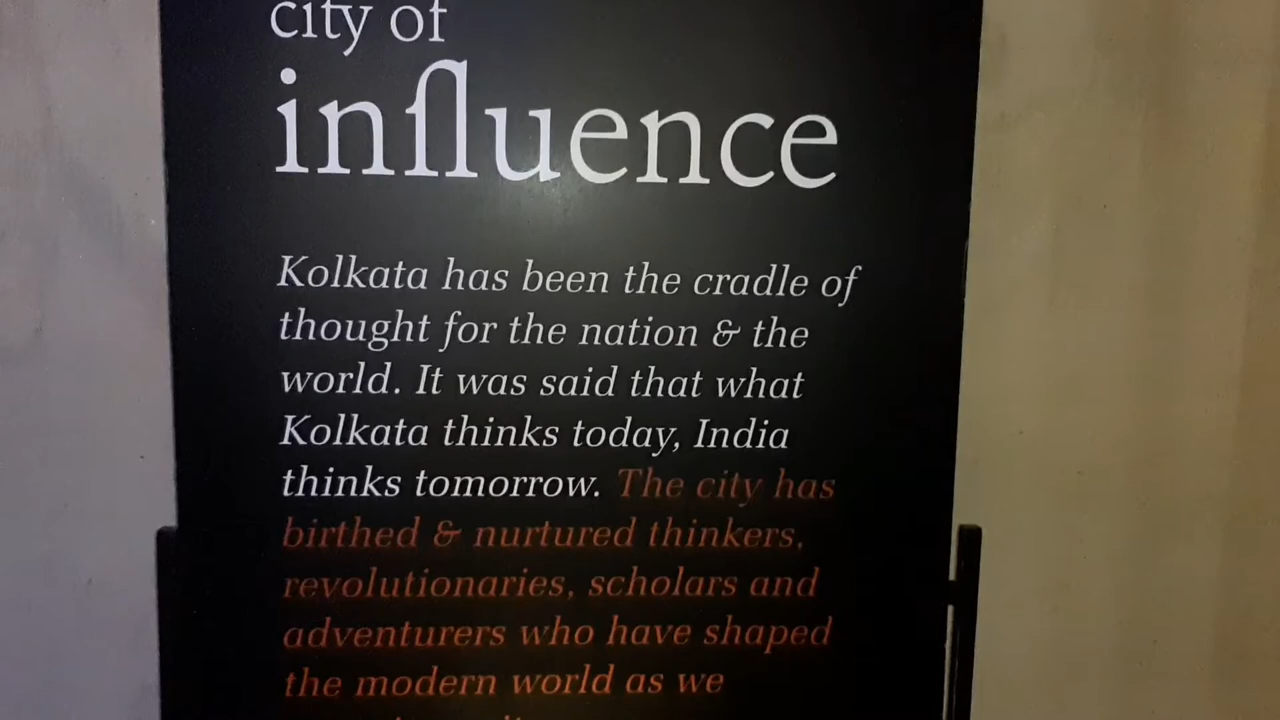 city of
influence
Kolkata has been the cradle of
thought for the nation & the
world. It was said that what
Kolkata thinks today, India
thinks tomorrow. The city has
birthed & nurtured thinkers,
revolutionaries, scholars and
adventurers who have shaped
the modern world as we